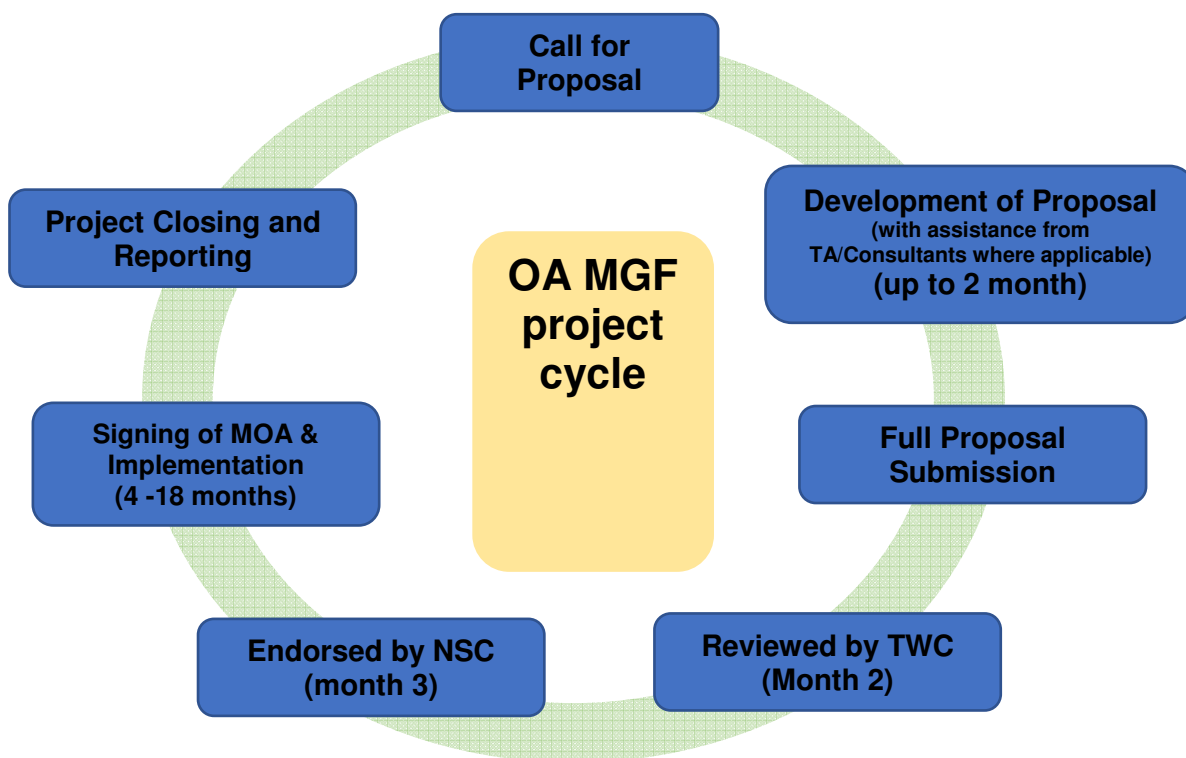 Call for
Proposal
Development of Proposal
(with assistance from
TA/Consultants where applicable)
(up to 2 month)
Full Proposal
Submission
Reviewed by TWC
(Month 2)
Endorsed by NSC
(month 3)
Signing of MOA &
Implementation
(4 -18 months)
Project Closing and
Reporting
OA MGF
project
cycle